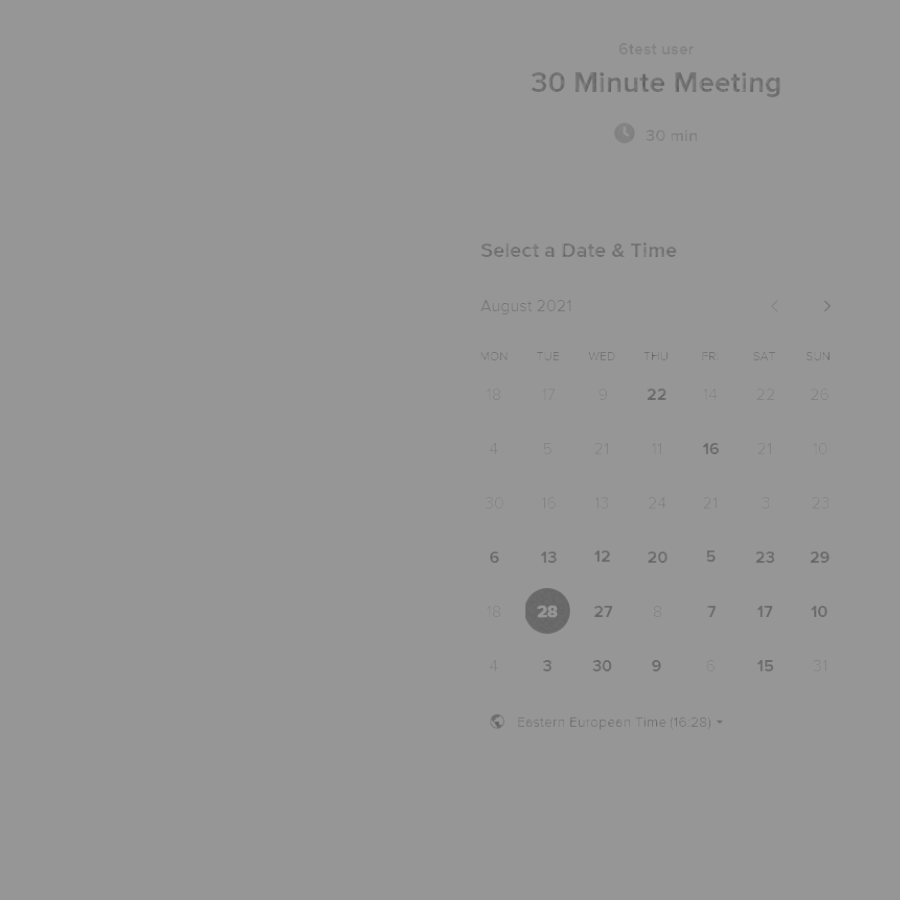 6test user
30 Minute Meeting
30 min
Select a Date & Time
August 2021
MON TUE WED THU FRI SAT SUN
18 17 9 22 14 22 26
4 5 21 11 16 21 10
30 16 13 24 21 3 23
6 13 12 20 5 23 29
18 28 27 8 7 17 10
4 3 30 9 6 15 31
Eastern European Time (16:28)